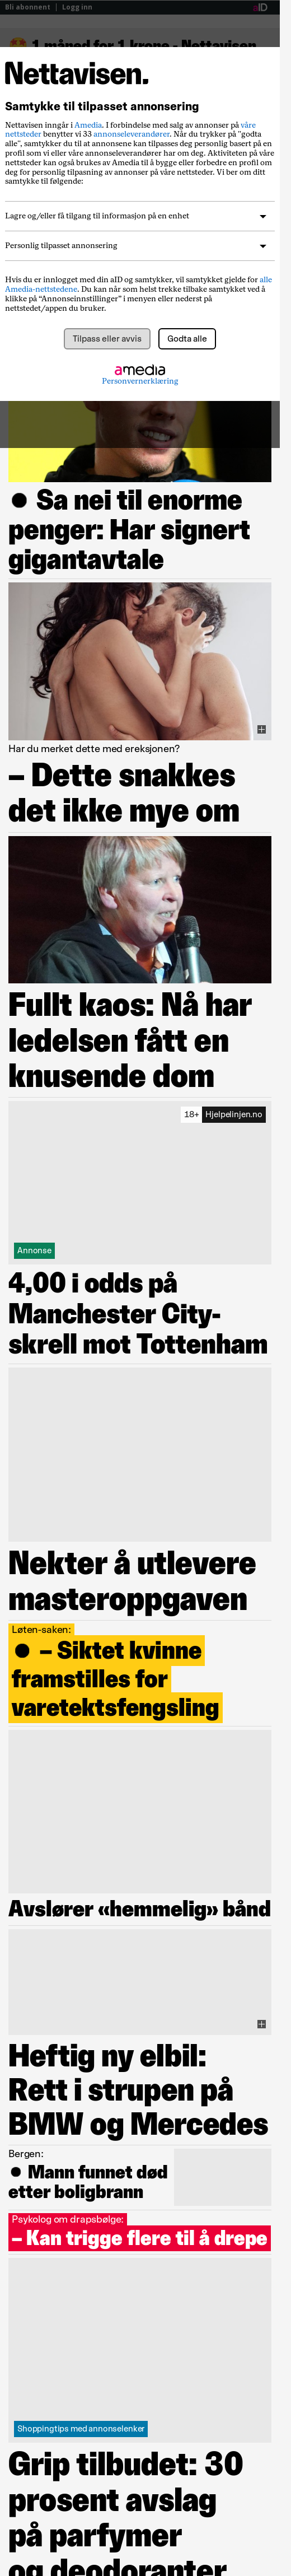 Bli abonnent | Logg inn
aID
1 måned for 1 krone - Nettavisen
Nettavisen.
Samtykke til tilpasset annonsering
Nettavisen inngår i Amedia. I forbindelse med salg av annonser på våre
nettsteder benytter vi 33 annonseleverandører. Når du trykker på "godta
alle", samtykker du til at annonsene kan tilpasses deg personlig basert på en
profil som vi eller våre annonseleverandører har om deg. Aktiviteten på våre
nettsteder kan også brukes av Amedia til å bygge eller forbedre en profil om
deg for personlig tilpasning av annonser på våre nettsteder. Vi ber om ditt
samtykke til følgende:
Lagre og/eller få tilgang til informasjon på en enhet
Personlig tilpasset annonsering
Hvis du er innlogget med din aID og samtykker, vil samtykket gjelde for alle
Amedia-nettstedene. Du kan når som helst trekke tilbake samtykket ved å
klikke på “Annonseinnstillinger” i menyen eller nederst på
nettstedet/appen du bruker.
Tilpass eller avvis
Godta alle
amedia
Personvernerklæring
Sa nei til enorme
penger: Har signert
gigantavtale
Har du merket dette med ereksjonen?
– Dette snakkes
det ikke mye om
Fullt kaos: Nå har
ledelsen fått en
knusende dom
18+ Hjelpelinjen.no
Annonse
4,00 i odds på
Manchester City-
skrell mot Tottenham
Nekter å utlevere
masteroppgaven
Løten-saken:
– Siktet kvinne
framstilles for
varetektsfengsling
Avslører «hemmelig» bånd
Heftig ny elbil:
Rett i strupen på
BMW og Mercedes
Bergen:
Mann funnet død
etter boligbrann
Psykolog om drapsbølge:
– Kan trigge flere til å drepe
Shoppingtips med annonselenker
Grip tilbudet: 30
prosent avslag
på parfymer
og deodoranter